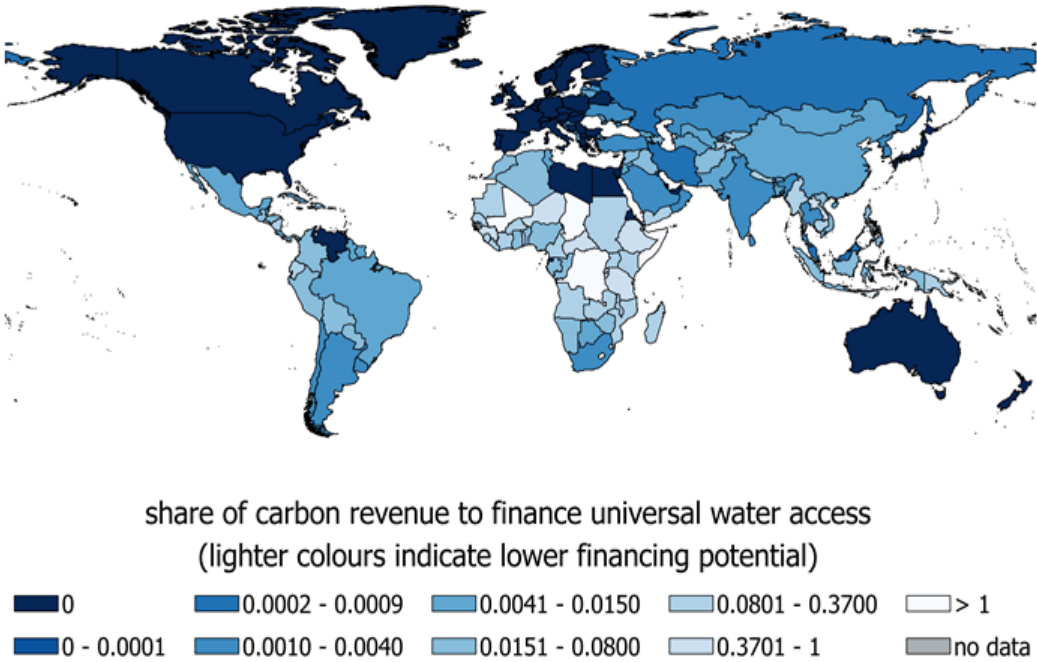 share of carbon revenue to finance universal water access
(lighter colours indicate lower financing potential)
0 0.0002 - 0.0009 0.0041 - 0.0150 0.0801 - 0.3700 > 1
0 - 0.0001 0.0010 - 0.0040 0.0151 - 0.0800 0.3701 - 1 no data